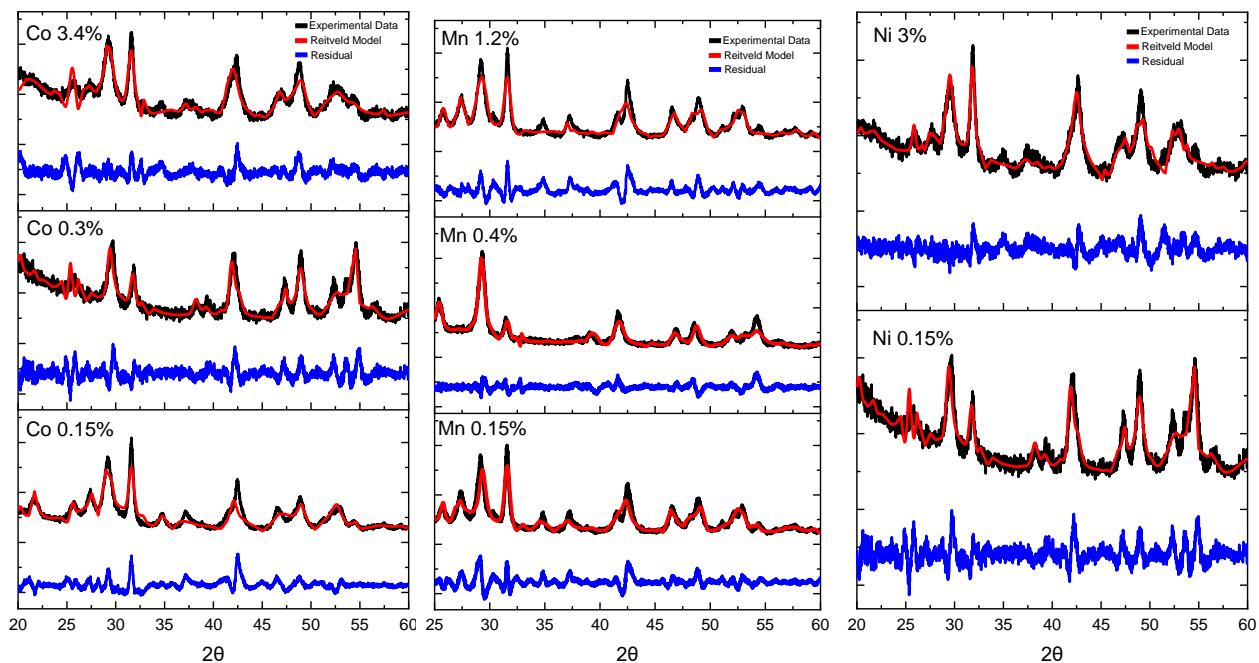 Co 3.4%
Experimental Data
Reitveld Model
Residual
Co 0.3%
Co 0.15%
20 25 30 35 40 45 50 55 60
2θ
Mn 1.2%
Experimental Data
Reitveld Model
Residual
Mn 0.4%
Mn 0.15%
25 30 35 40 45 50 55 60
2θ
Ni 3%
Experimental Data
Reitveld Model
Residual
Ni 0.15%
20 25 30 35 40 45 50 55 60
2θ